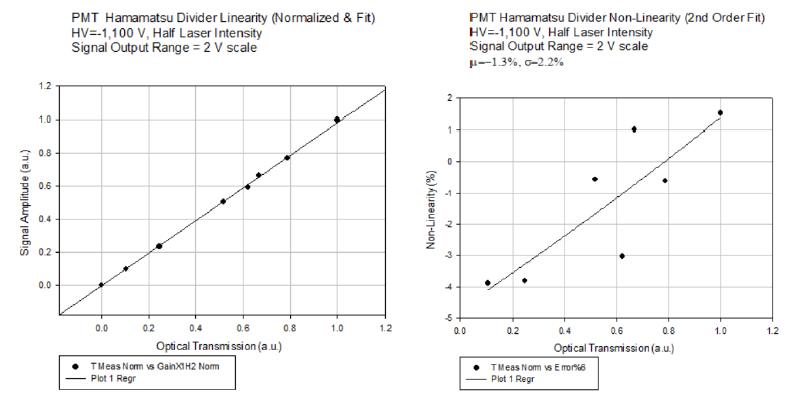 PMT Hamamatsu Divider Linearity (Normalized & Fit)
HV=-1,100 V, Half Laser Intensity
Signal Output Range = 2 V scale
Signal Amplitude (a.u.)
1.0
0.8
0.6
0.4
0.2
0.0
0.0 0.2 0.4 0.6 0.8 1.0 1.2
Optical Transmission (a.u.)
T Meas Norm vs GainX1H2 Norm
Plot 1 Regr
PMT Hamamatsu Divider Non-Linearity (2nd Order Fit)
HV=-1,100 V, Half Laser Intensity
Signal Output Range = 2 V scale
μ=-1.3%, σ=2.2%
Non-Linearity (%)
2
1
0
-1
-2
-3
-4
-5
0.0 0.2 0.4 0.6 0.8 1.0 1.2
Optical Transmission (a.u.)
T Meas Norm vs Error%6
Plot 1 Regr